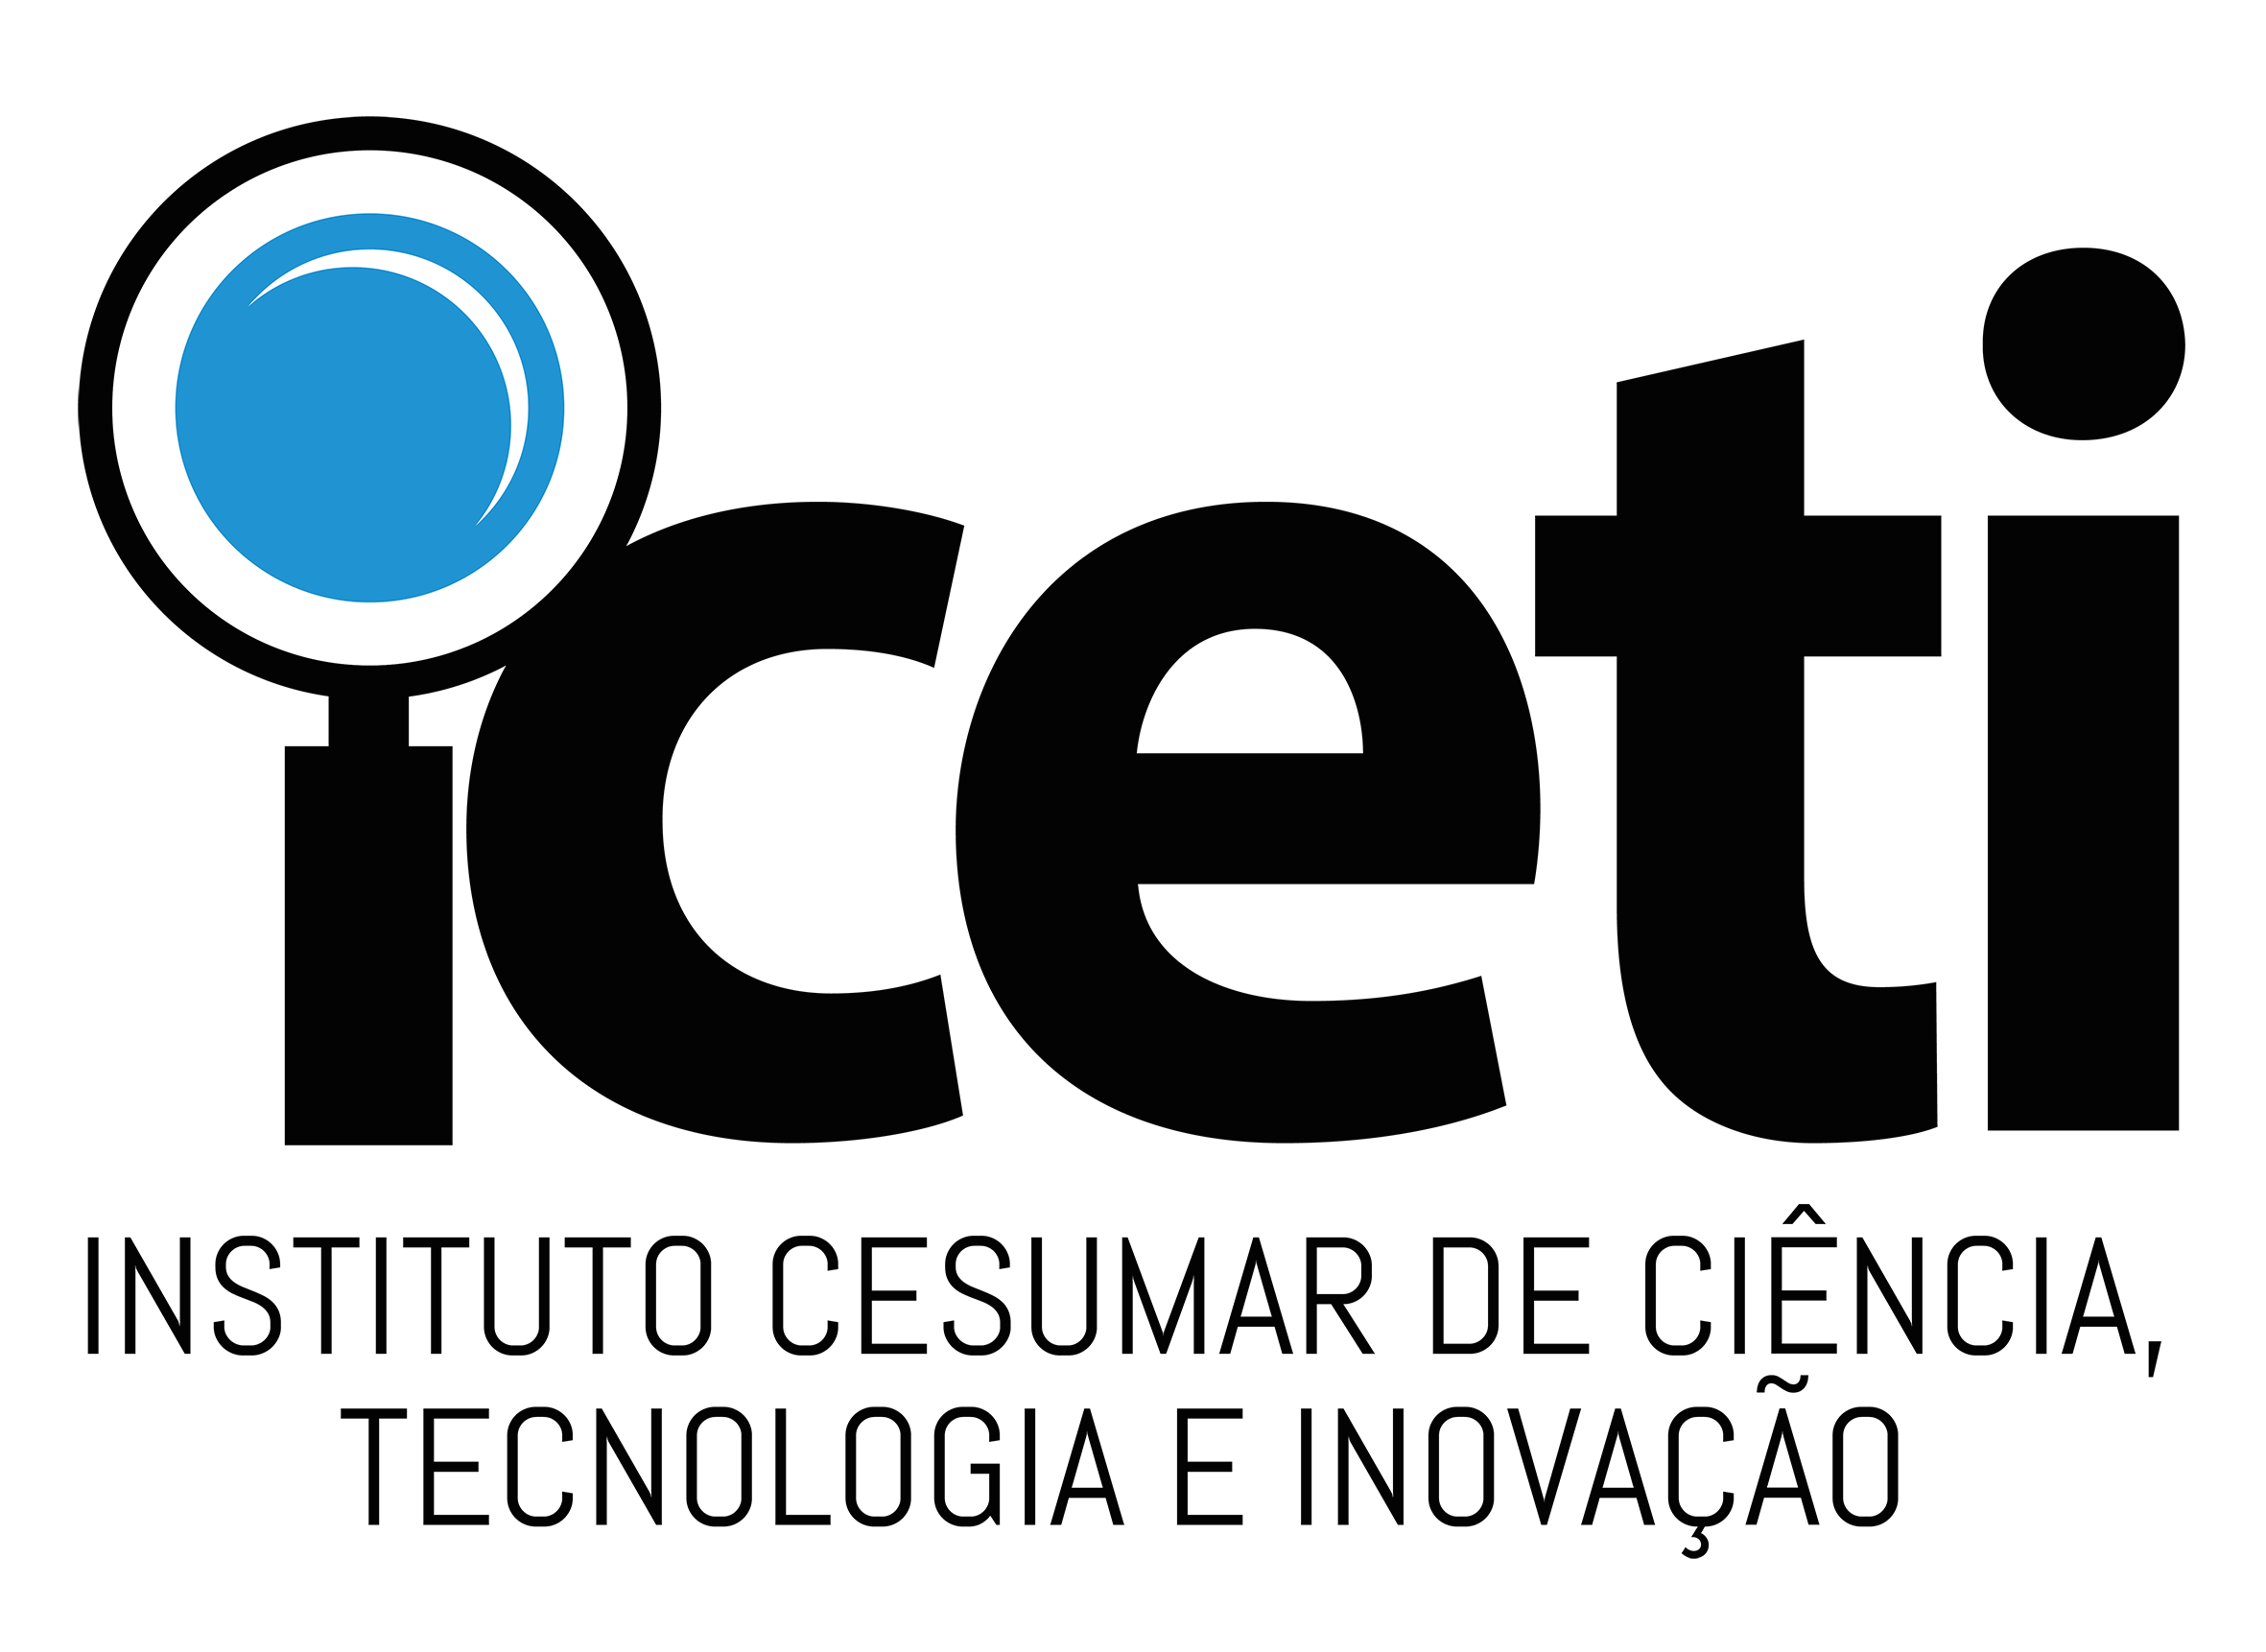 iceti
INSTITUTO CESUMAR DE CIÊNCIA,
TECNOLOGIA E INOVAÇÃO